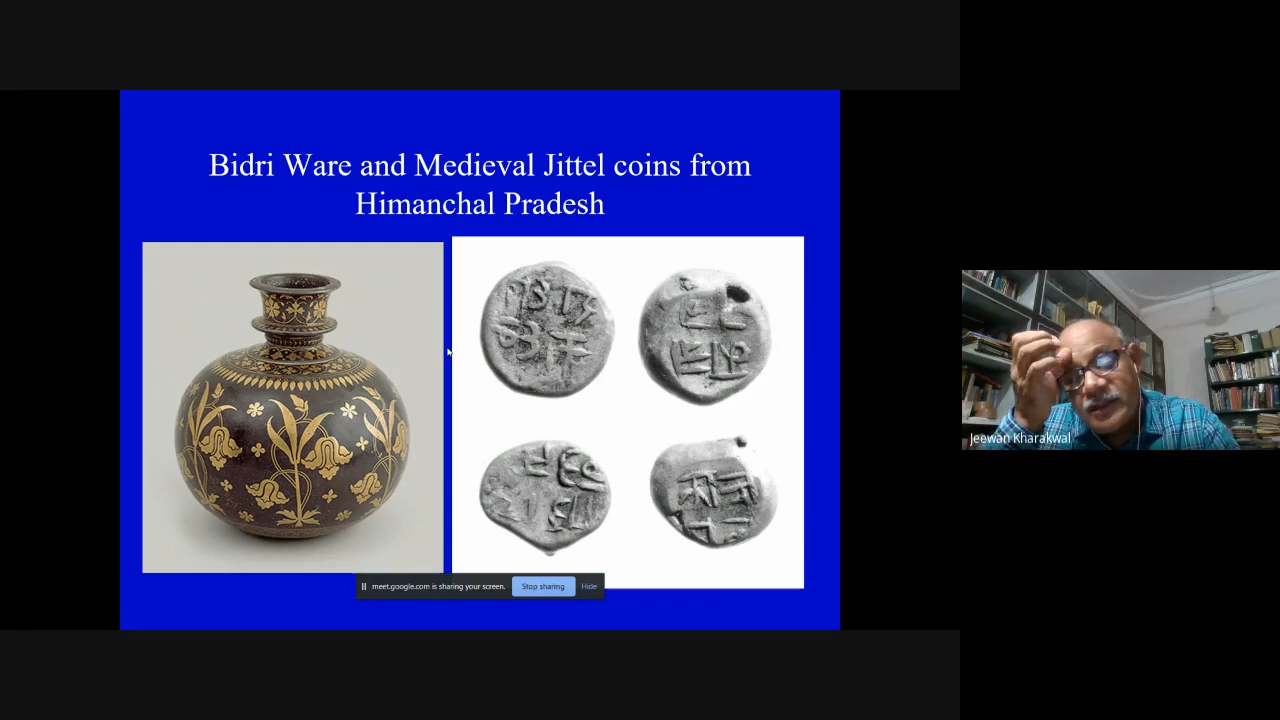 Bidri Ware and Medieval Jittel coins from
Himanchal Pradesh
meet.google.com is sharing your screen. Stop sharing Hide
Jeewan Kharakwal